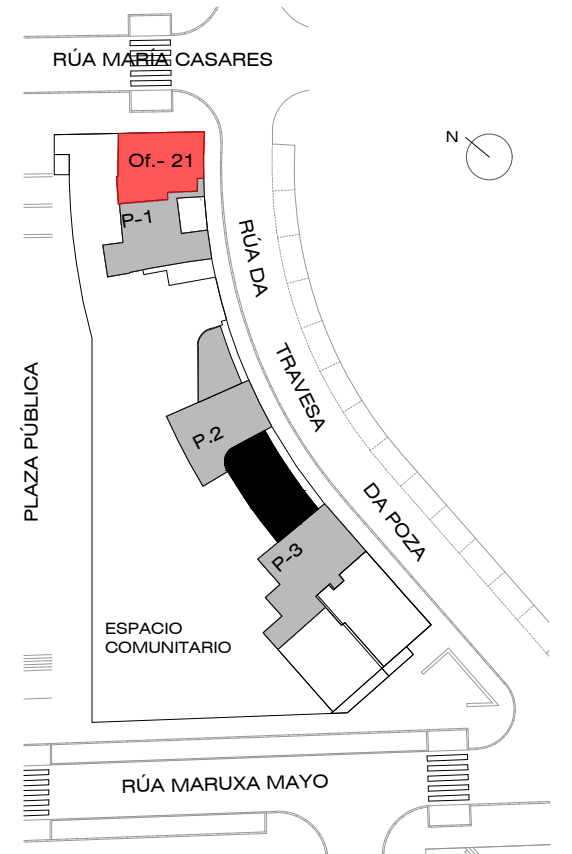 RÚA MARÍA CASARES
N
Of.- 21
P-1
RÚA DA
TRAVESA
DA POZA
PLAZA PÚBLICA
P.2
P-3
ESPACIO
COMUNITARIO
RÚA MARUXA MAYO